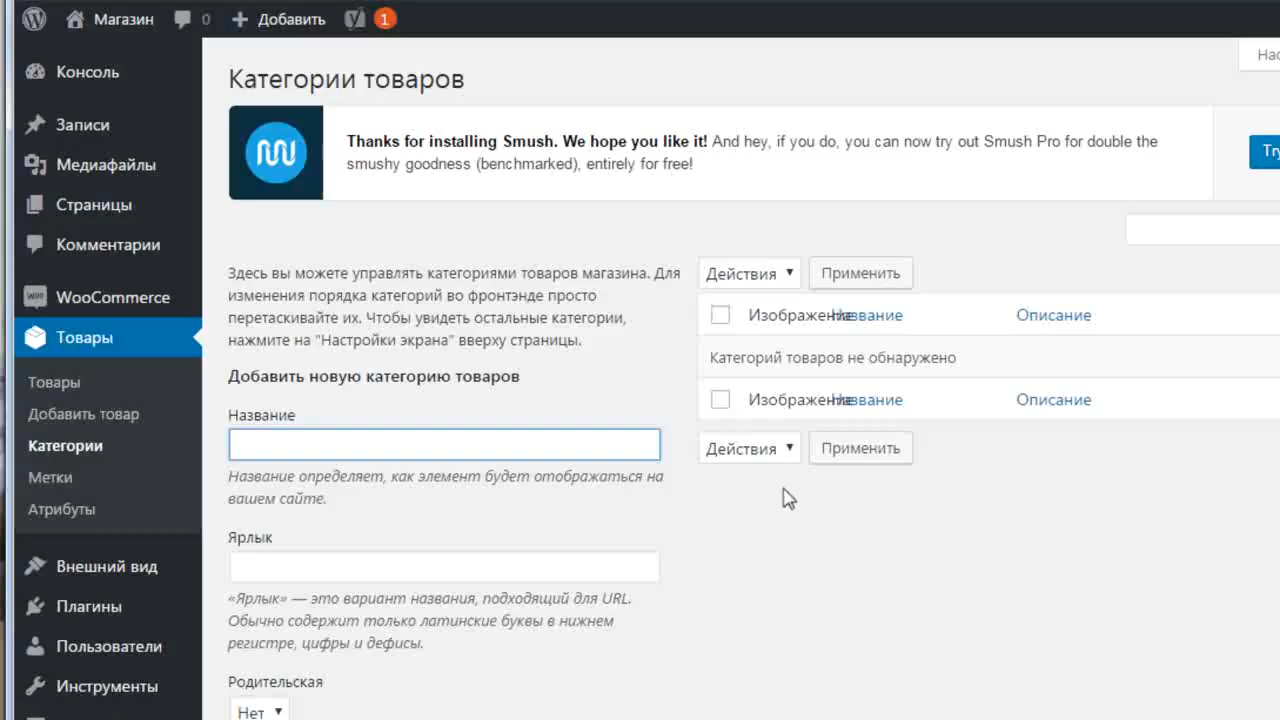 Магазин 0 Добавить 1
Консоль
Записи
Медиафайлы
Страницы
Комментарии
WooCommerce
Товары
Товары
Добавить товар
Категории
Метки
Атрибуты
Внешний вид
Плагины
Пользователи
Инструменты
Категории товаров
Thanks for installing Smush. We hope you like it! And hey, if you do, you can now try out Smush Pro for double the
smushy goodness (benchmarked), entirely for free!
Здесь вы можете управлять категориями товаров магазина. Для
изменения порядка категорий во фронтэнде просто
перетаскивайте их. Чтобы увидеть остальные категории,
нажмите на "Настройки экрана" вверху страницы.
Добавить новую категорию товаров
Название
Название определяет, как элемент будет отображаться на
вашем сайте.
Ярлык
«Ярлык» — это вариант названия, подходящий для URL.
Обычно содержит только латинские буквы в нижнем
регистре, цифры и дефисы.
Родительская
Нет
Действия Применить
Изображение Название Описание
Категорий товаров не обнаружено
Изображение Название Описание
Действия Применить